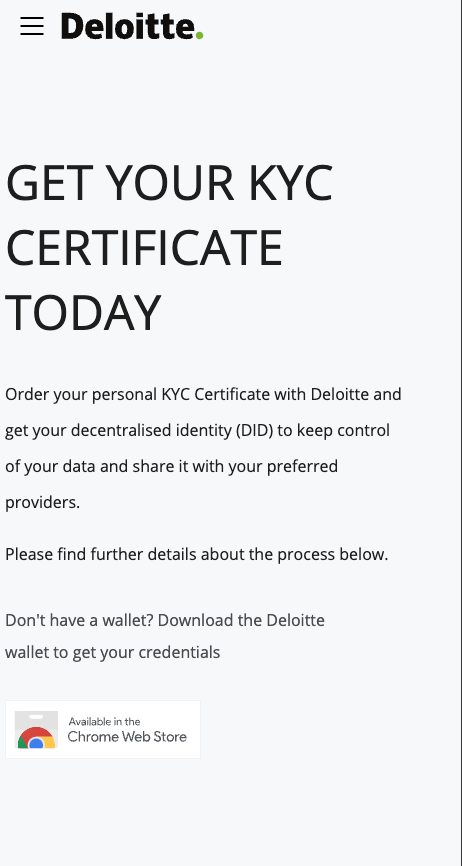 Deloitte.
GET YOUR KYC
CERTIFICATE
TODAY
Order your personal KYC Certificate with Deloitte and
get your decentralised identity (DID) to keep control
of your data and share it with your preferred
providers.
Please find further details about the process below.
Don't have a wallet? Download the Deloitte
wallet to get your credentials
Available in the
Chrome Web Store